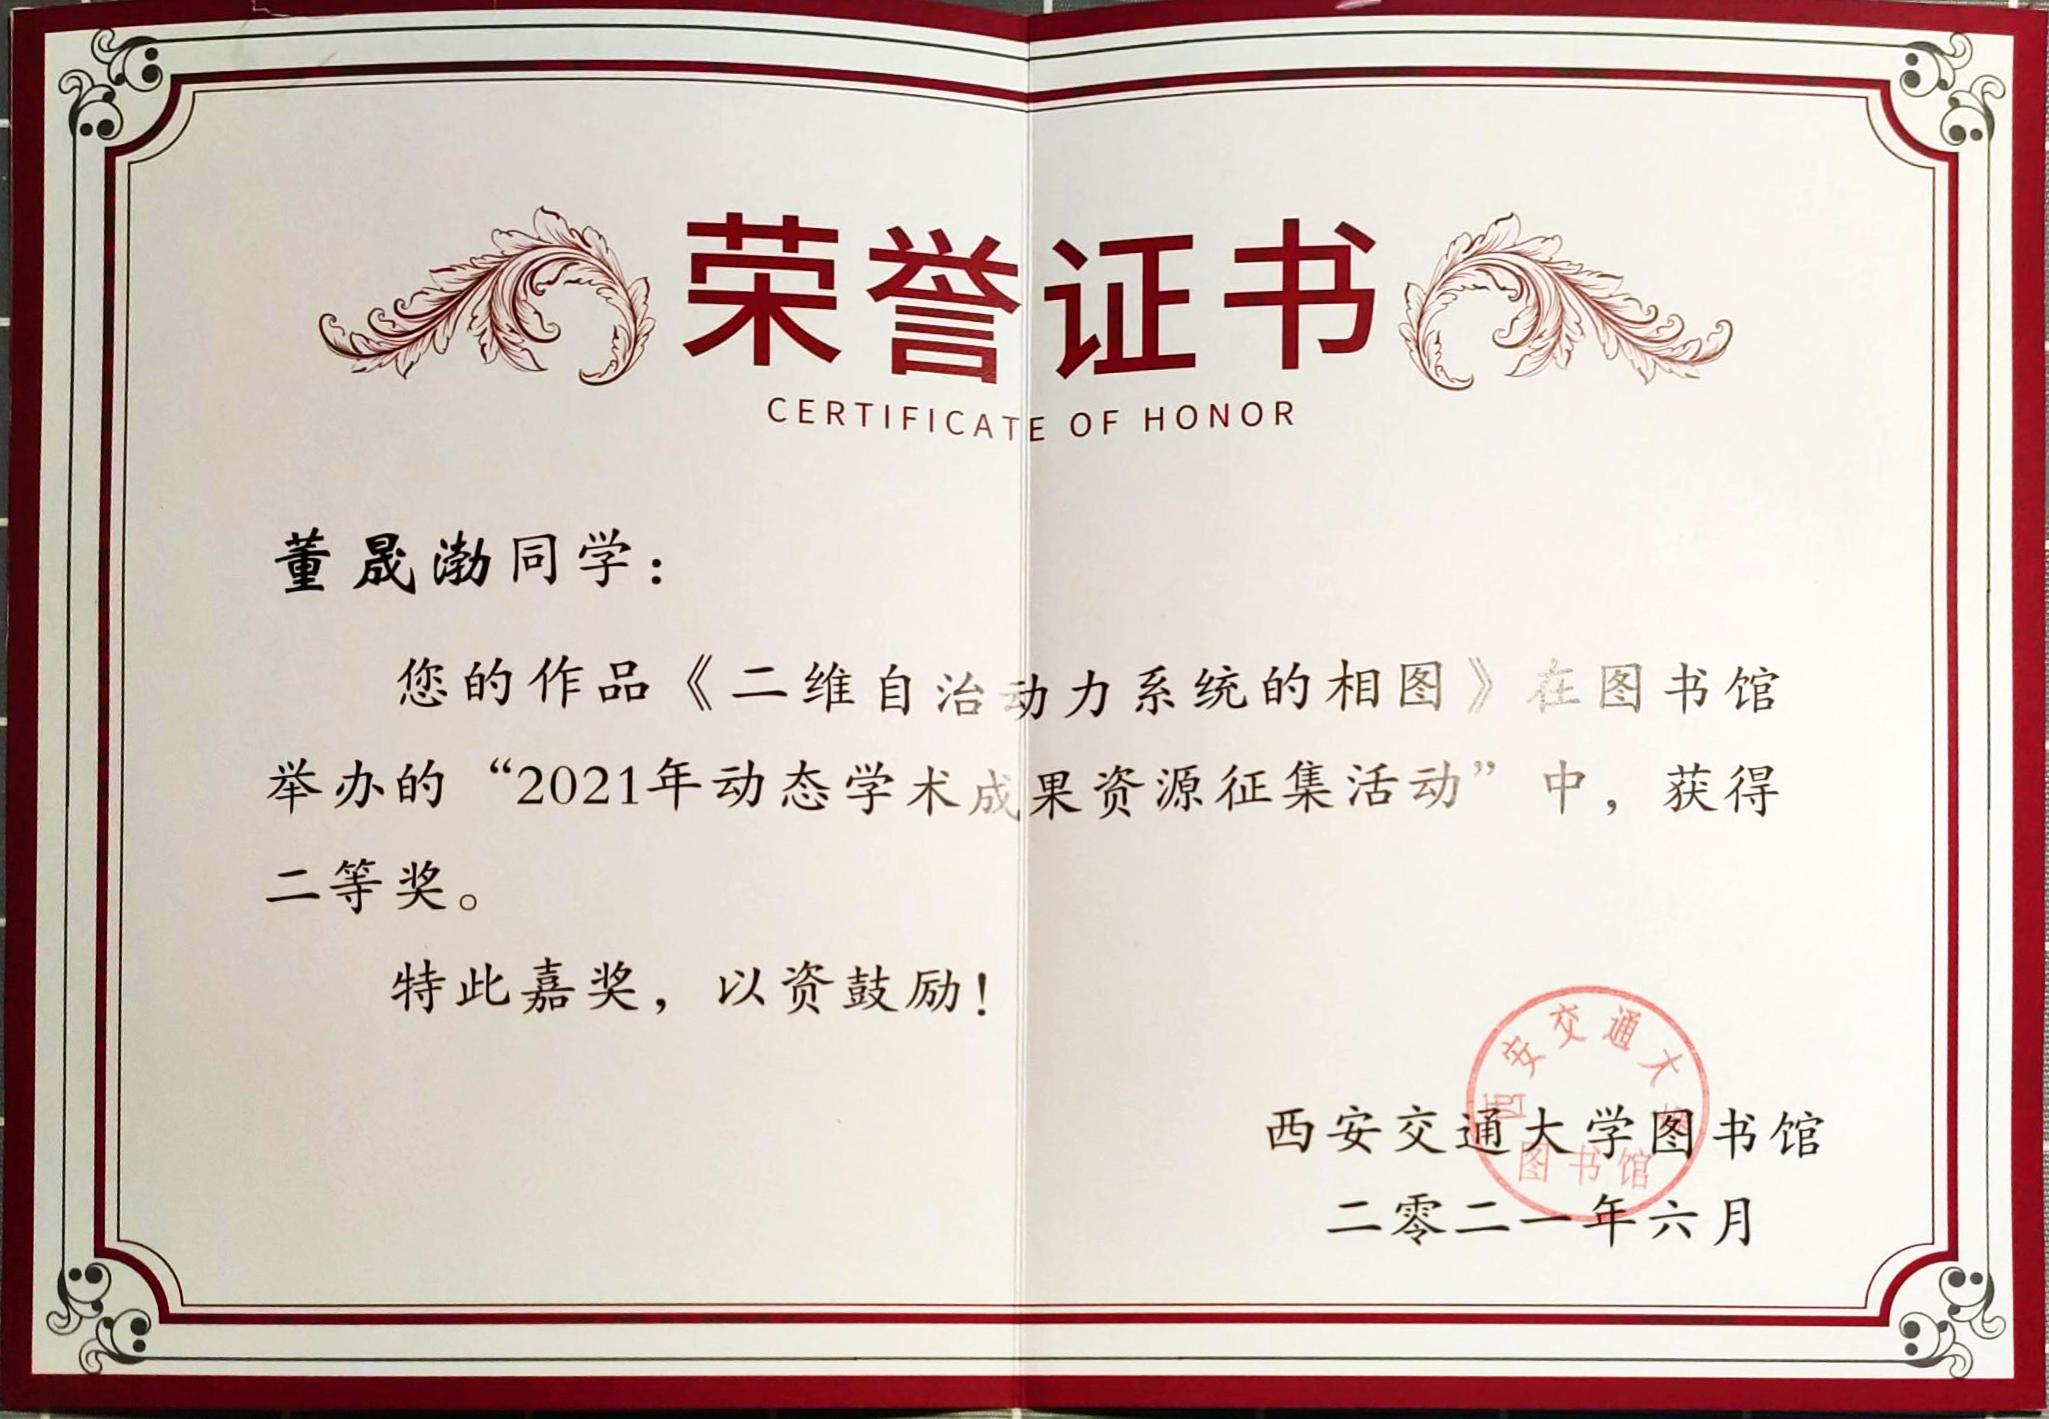 荣誉证书
CERTIFICATE OF HONOR
董晟渤同学：
您的作品《二维自治动力系统的相图》在图书馆
举办的“2021年动态学术成果资源征集活动”中，获得
二等奖。
特此嘉奖，以资鼓励！
西安交通大学图书馆
二零二一年六月
西安交通大学
图书馆